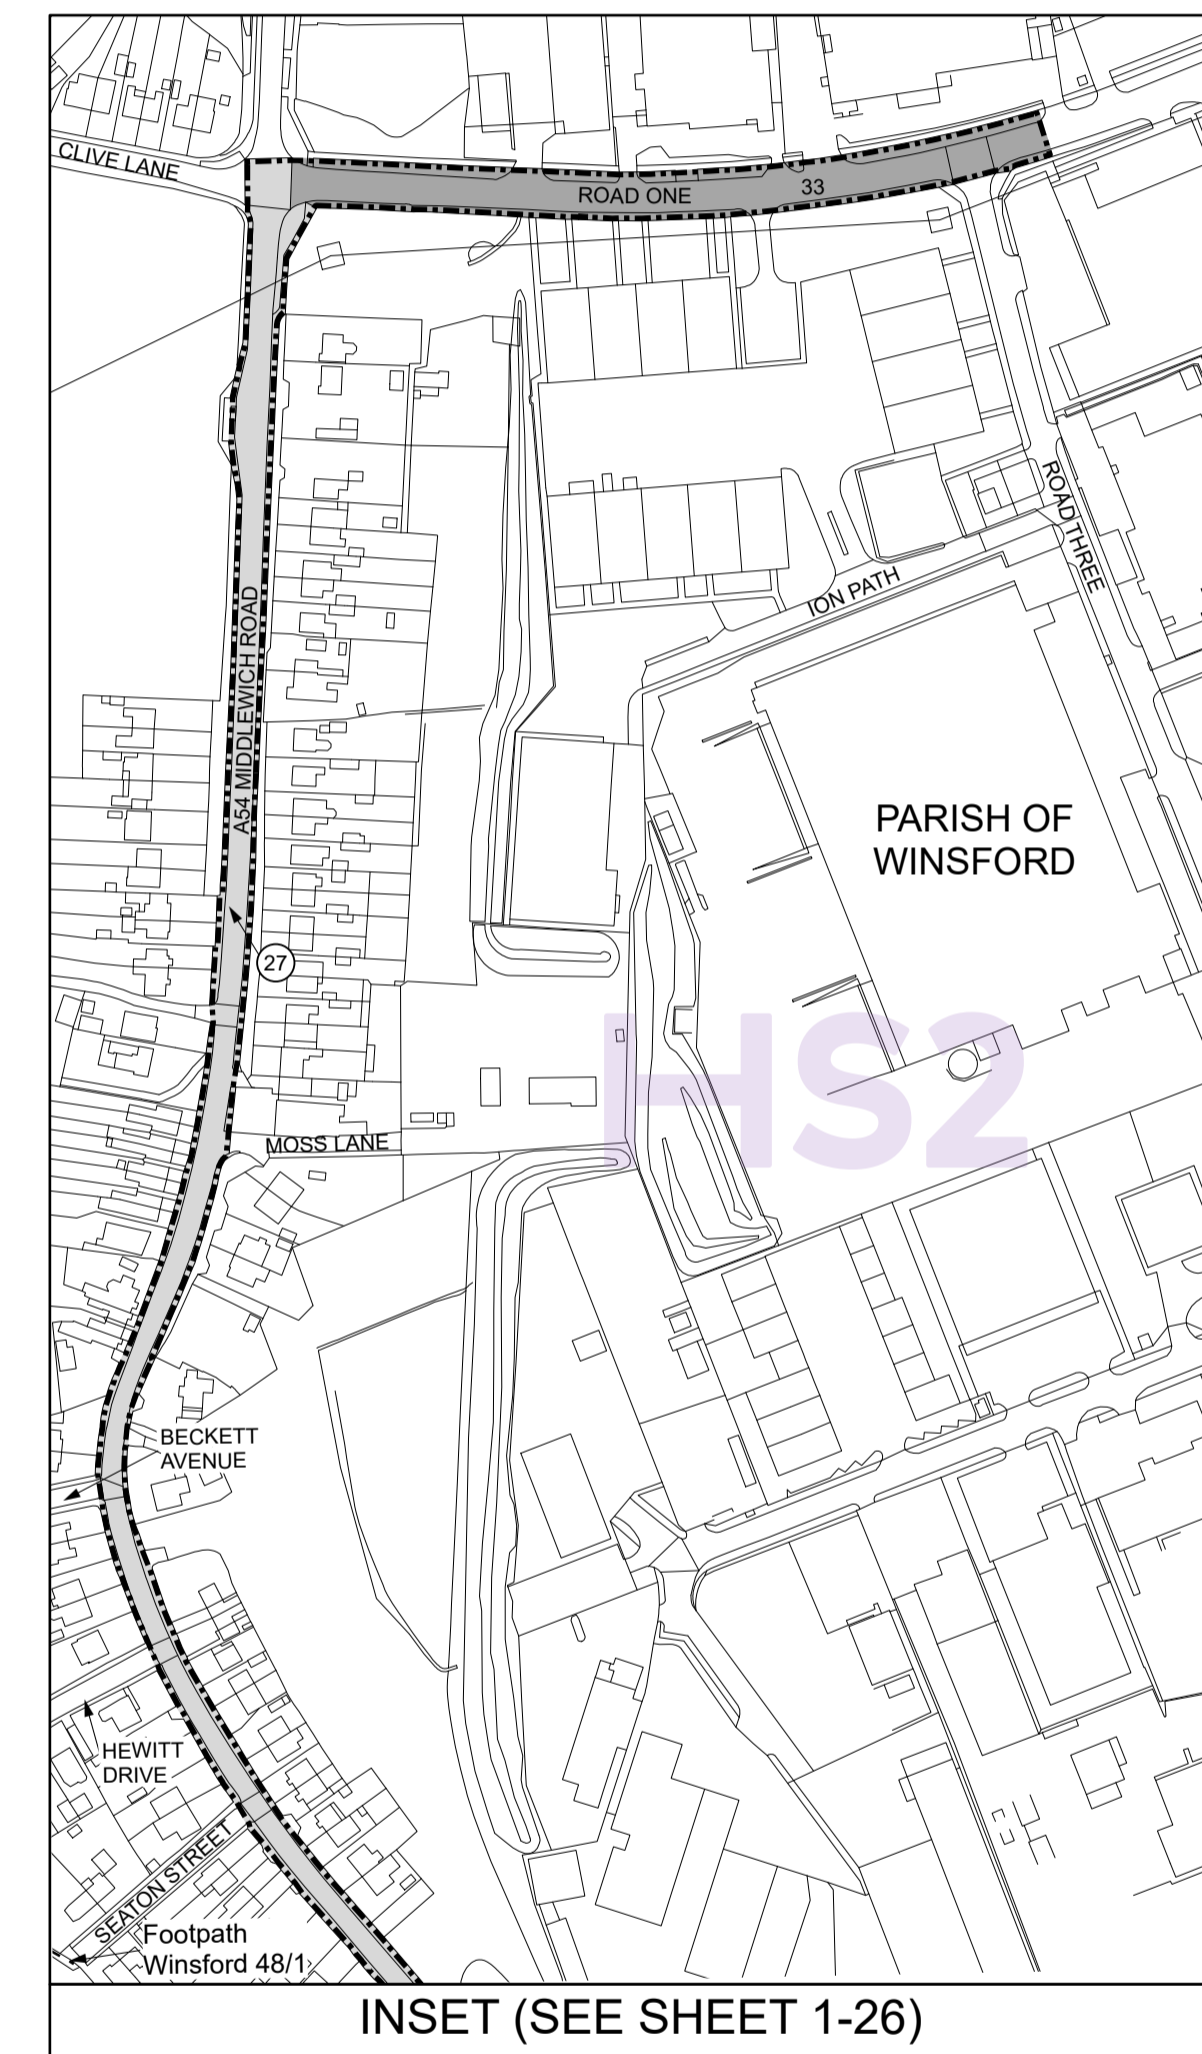 CLIVE LANE
ROAD ONE
33
ROAD THREE
ION PATH
A54 MIDDLEWICH ROAD
PARISH OF
WINSFORD
27
HS2
MOSS LANE
BECKETT
AVENUE
HEWITT
DRIVE
SEATON STREET
Footpath
Winsford 48/1
INSET (SEE SHEET 1-26)